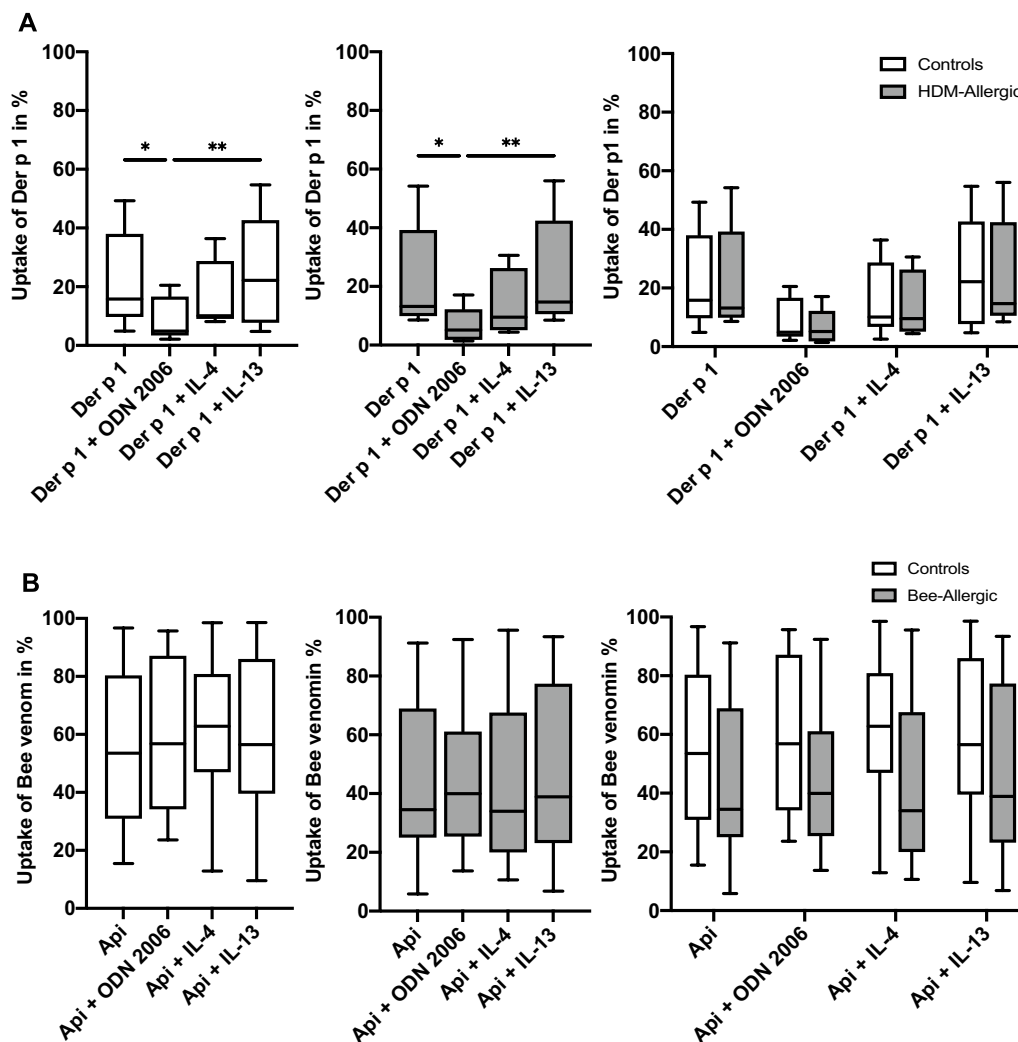 A
Uptake of Der p 1 in %
100
80
60
40
20
0
*
**
Der p 1
Der p 1 + ODN 2006
Der p 1 + IL-4
Der p 1 + IL-13
Uptake of Der p 1 in %
100
80
60
40
20
0
*
**
Der p 1
Der p 1 + ODN 2006
Der p 1 + IL-4
Der p 1 + IL-13
Uptake of Der p1 in %
100
80
60
40
20
0
Controls
HDM-Allergic
Der p 1
Der p 1 + ODN 2006
Der p 1 + IL-4
Der p 1 + IL-13
B
Uptake of Bee venom in %
100
80
60
40
20
0
Api
Api + ODN 2006
Api + IL-4
Api + IL-13
Uptake of Bee venomin %
100
80
60
40
20
0
Api
Api + ODN 2006
Api + IL-4
Api + IL-13
Uptake of Bee venomin %
100
80
60
40
20
0
Controls
Bee-Allergic
Api
Api + ODN 2006
Api + IL-4
Api + IL-13